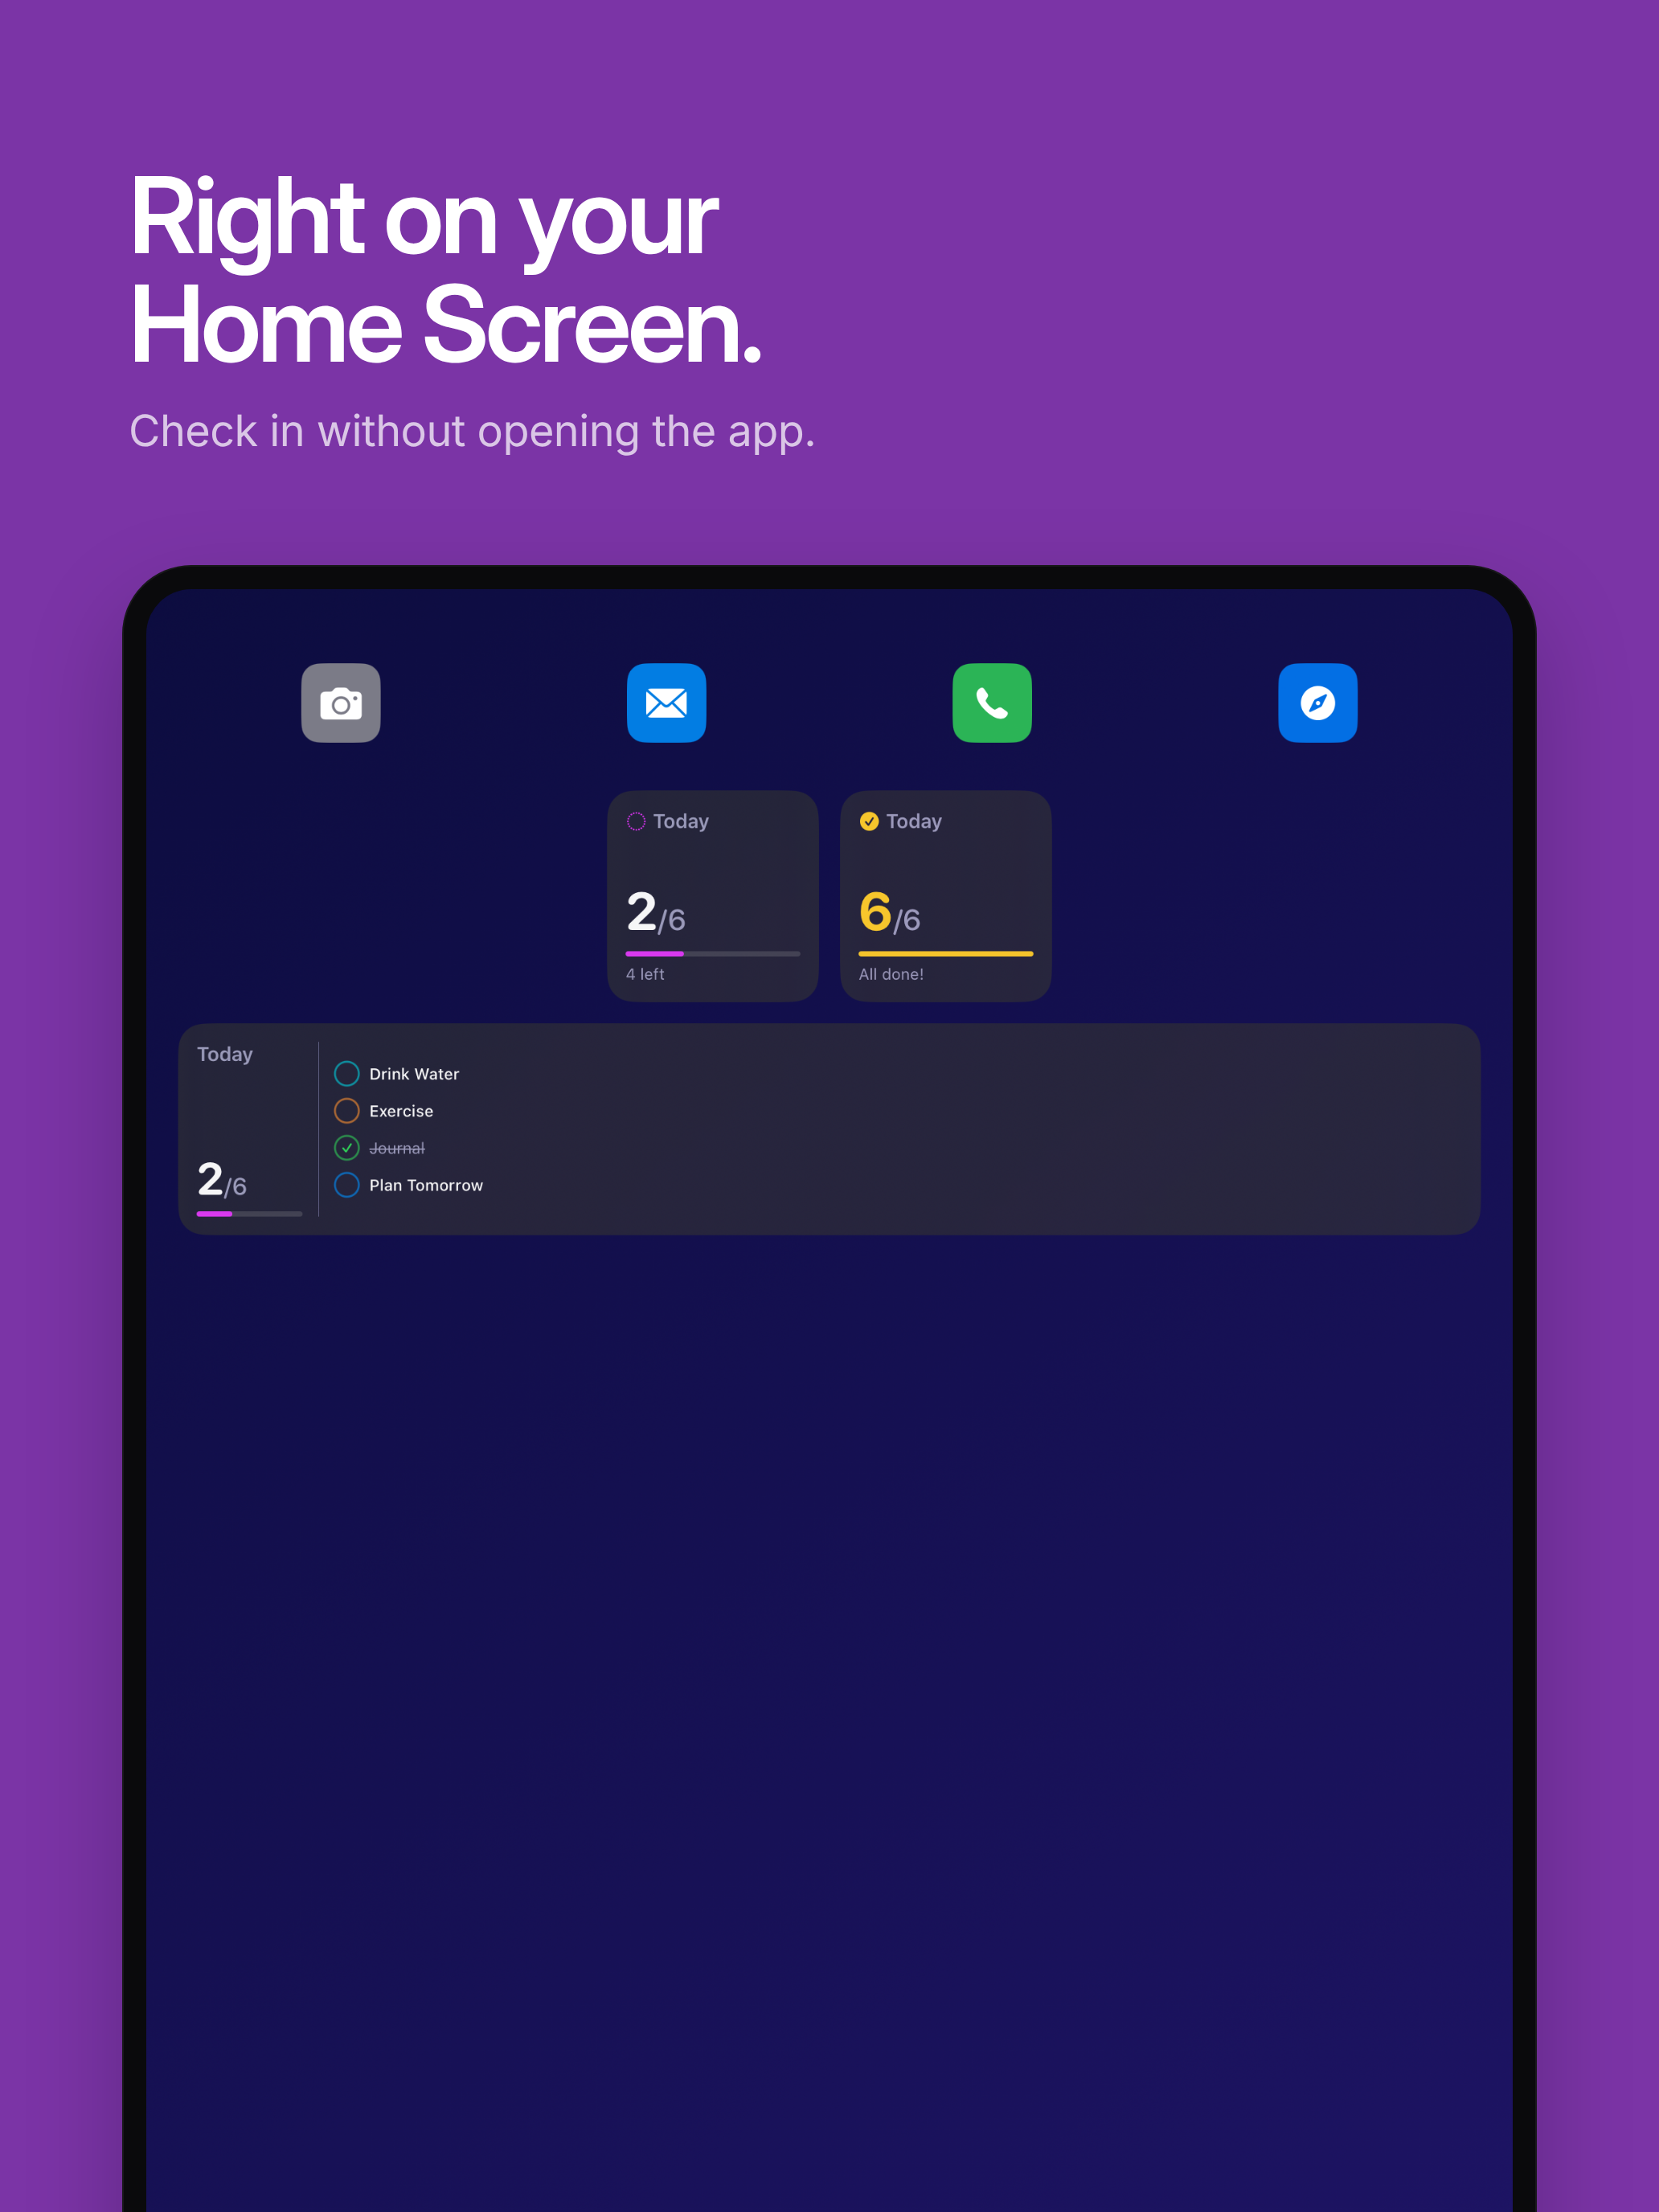 Right on your
Home Screen.
Check in without opening the app.
Today
2/6
4 left
Today
6/6
All done!
Today
2/6
Drink Water
Exercise
Journal
Plan Tomorrow